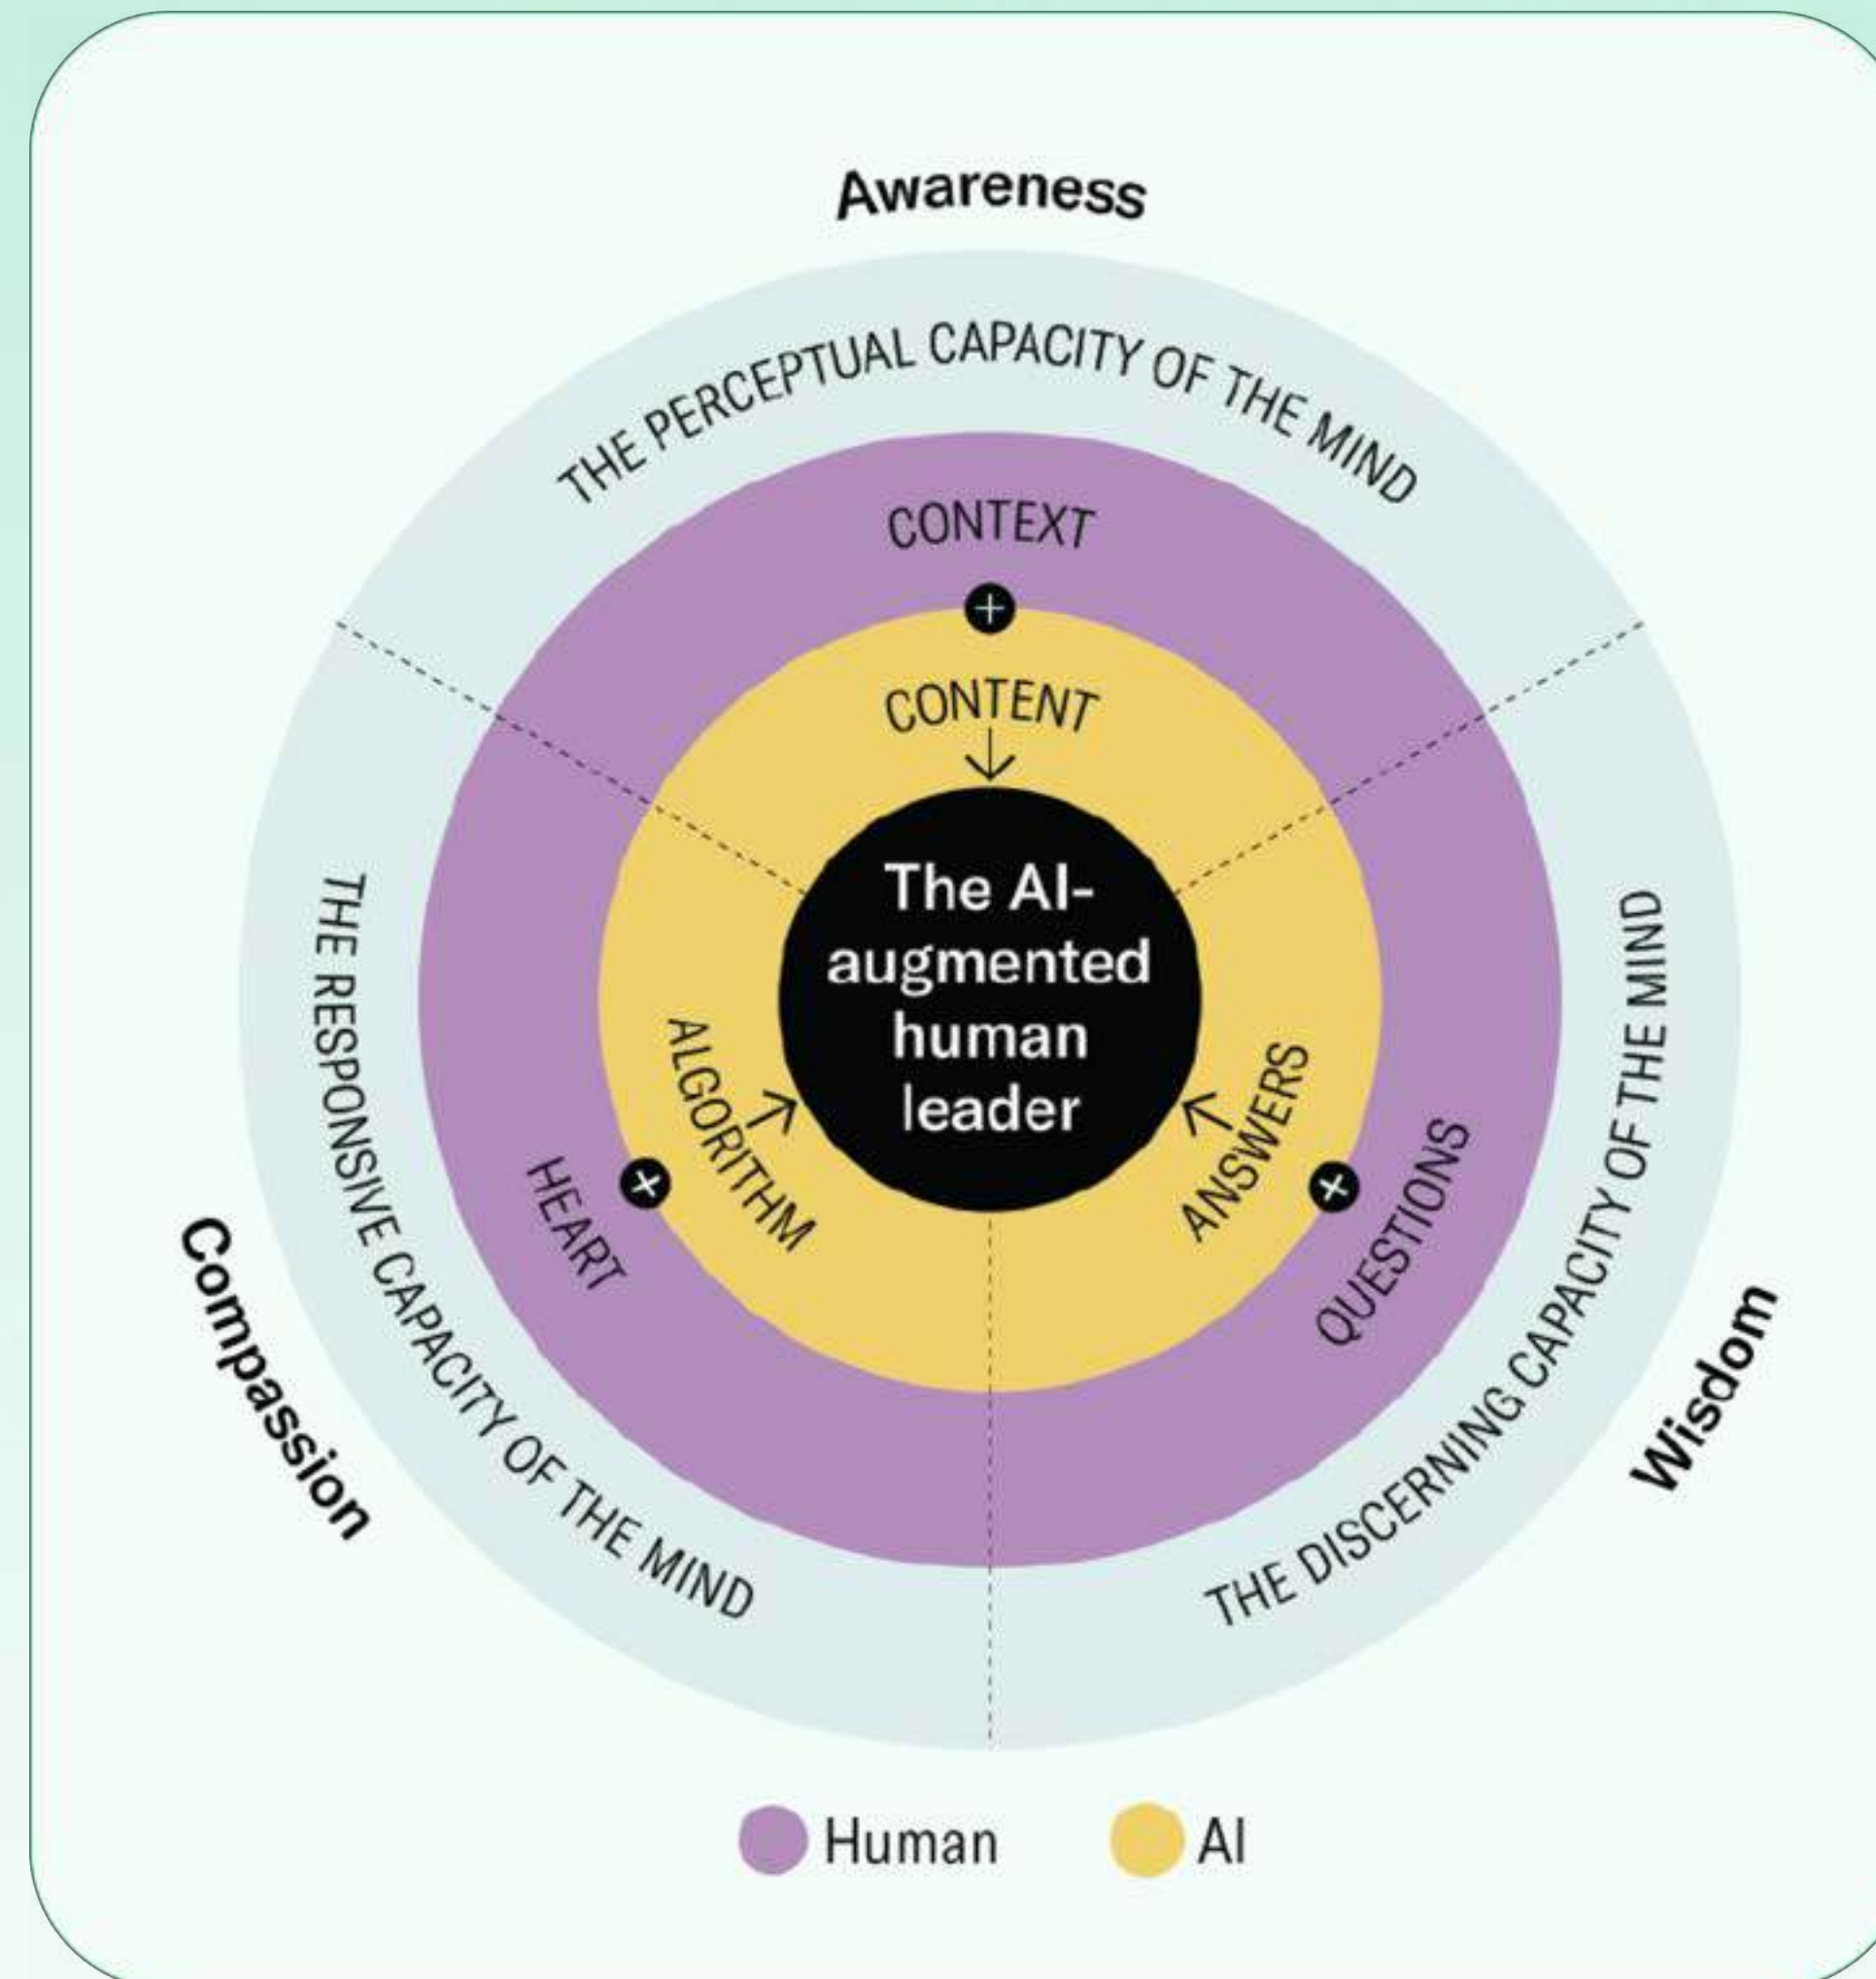 Awareness
THE PERCEPTUAL CAPACITY OF THE MIND
CONTEXT
+
CONTENT
The AI-
augmented
human
leader
ALGORITHM
+
HEART
THE RESPONSIVE CAPACITY OF THE MIND
Compassion
ANSWERS
+
QUESTIONS
THE DISCERNING CAPACITY OF THE MIND
Wisdom
Human
AI